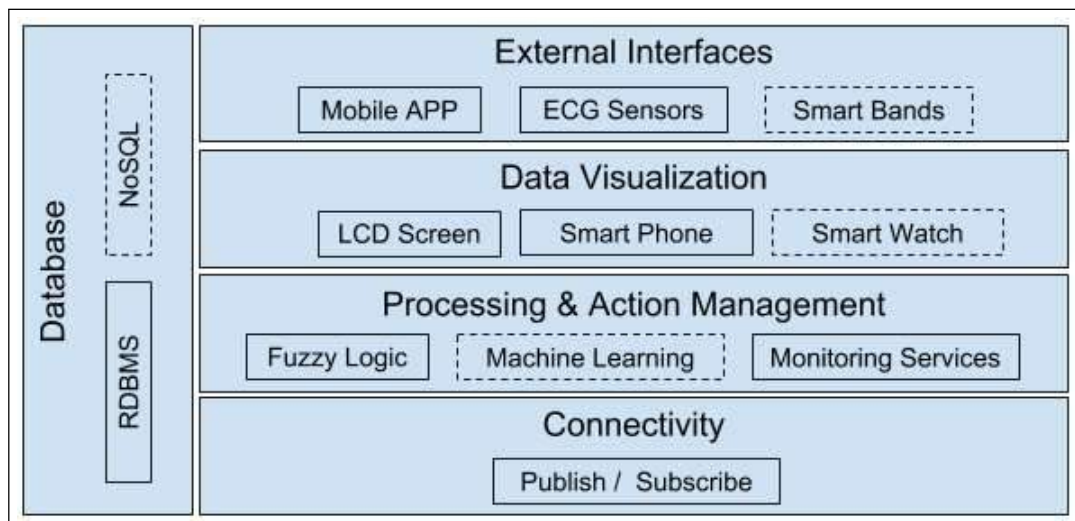 Database
NoSQL
RDBMS
External Interfaces
Mobile APP
ECG Sensors
Smart Bands
Data Visualization
LCD Screen
Smart Phone
Smart Watch
Processing & Action Management
Fuzzy Logic
Machine Learning
Monitoring Services
Connectivity
Publish / Subscribe